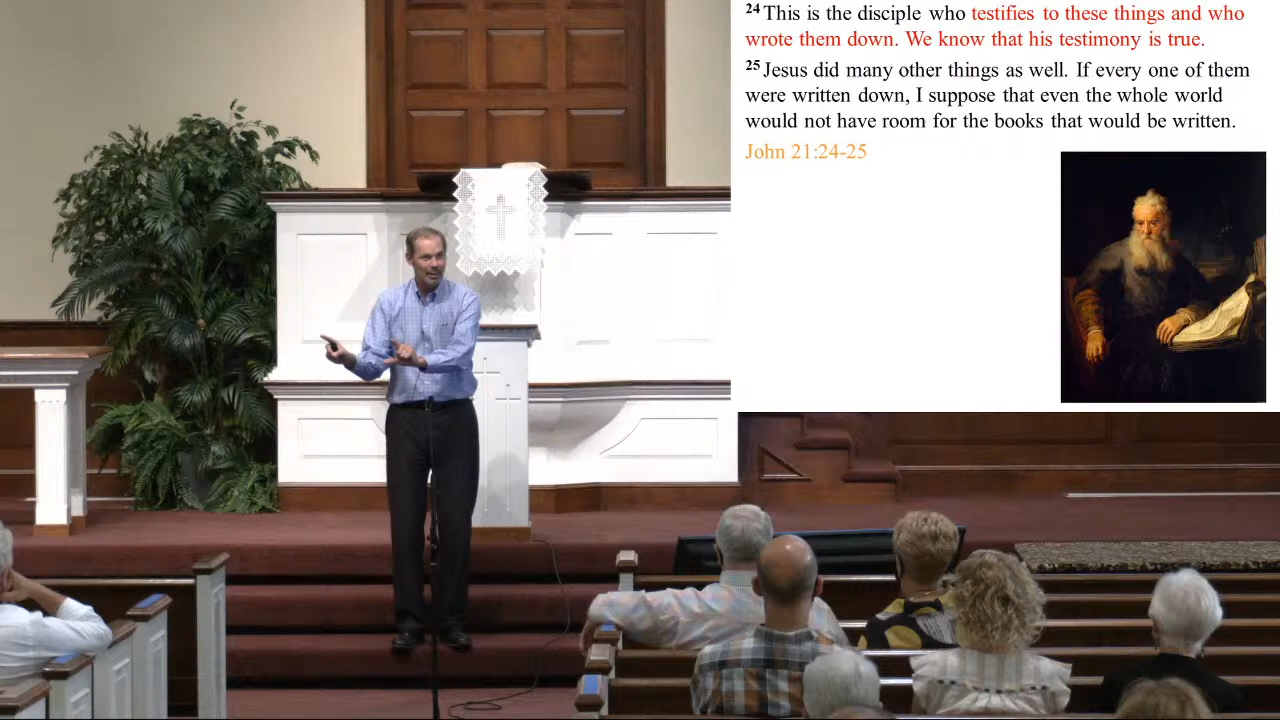 24 This is the disciple who testifies to these things and who
wrote them down. We know that his testimony is true.
25 Jesus did many other things as well. If every one of them
were written down, I suppose that even the whole world
would not have room for the books that would be written.
John 21:24-25